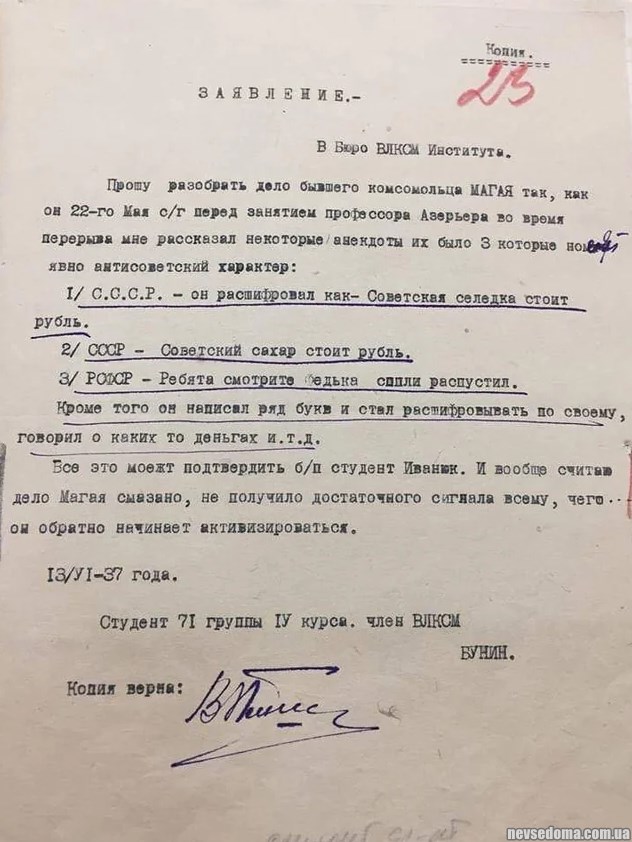 Копия.
23
ЗАЯВЛЕНИЕ.-
В Бюро ВЛКСМ Института.
Прошу разобрать дело бывшего комсомольца МАГАЯ так, как
он 22-го Мая с/г перед занятием профессора Азерьера во время
перерыва мне рассказал некоторые анекдоты их было 3 которые
явно антисоветский характер:
1/ С.С.С.Р. - он расшифровал как- Советская селедка стоит
рубль.
2/ СССР - Советский сахар стоит рубль.
3/ РСФСР - Ребята смотрите Федька сппли распустил.
Кроме того он написал ряд букв и стал расшифровывать по своему,
говорил о каких то деньгах и.т.д.
Все это моежт подтвердить б/п студент Иванюк. И вообще считаю
дело Магая смазано, не получило достаточного сигнала всему, чего
он обратно начинает активизироваться.
13/VI-37 года.
Студент 71 группы IV курса. член ВЛКСМ
БУНИН.
Копия верна:
nevsedoma.com.ua